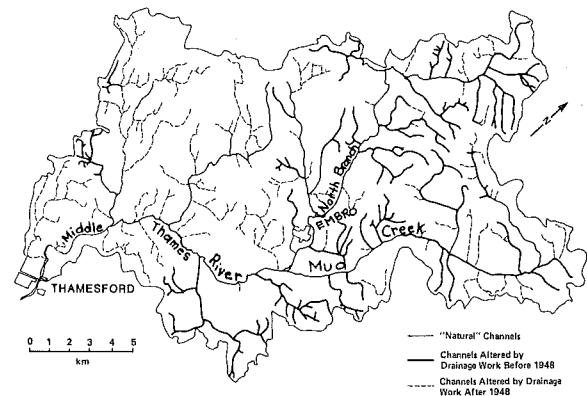 N
North Branch
EMBRO
Middle
Thames
River
Mud
Creek
THAMESFORD
0 1 2 3 4 5
km
"Natural" Channels
Channels Altered by
Drainage Work Before 1948
Channels Altered by Drainage
Work After 1948